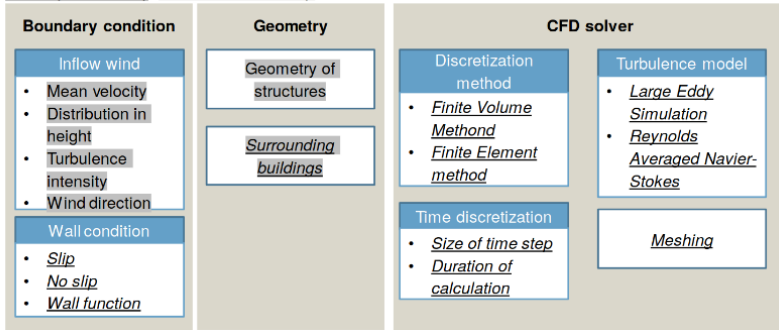 Boundary condition
Inflow wind
• Mean velocity
• Distribution in
height
• Turbulence
intensity
• Wind direction
Wall condition
• Slip
• No slip
• Wall function
Geometry
Geometry of
structures
Surrounding
buildings
CFD solver
Discretization
method
• Finite Volume
Methond
• Finite Element
method
Time discretization
• Size of time step
• Duration of
calculation
Turbulence model
• Large Eddy
Simulation
• Reynolds
Averaged Navier-
Stokes
Meshing